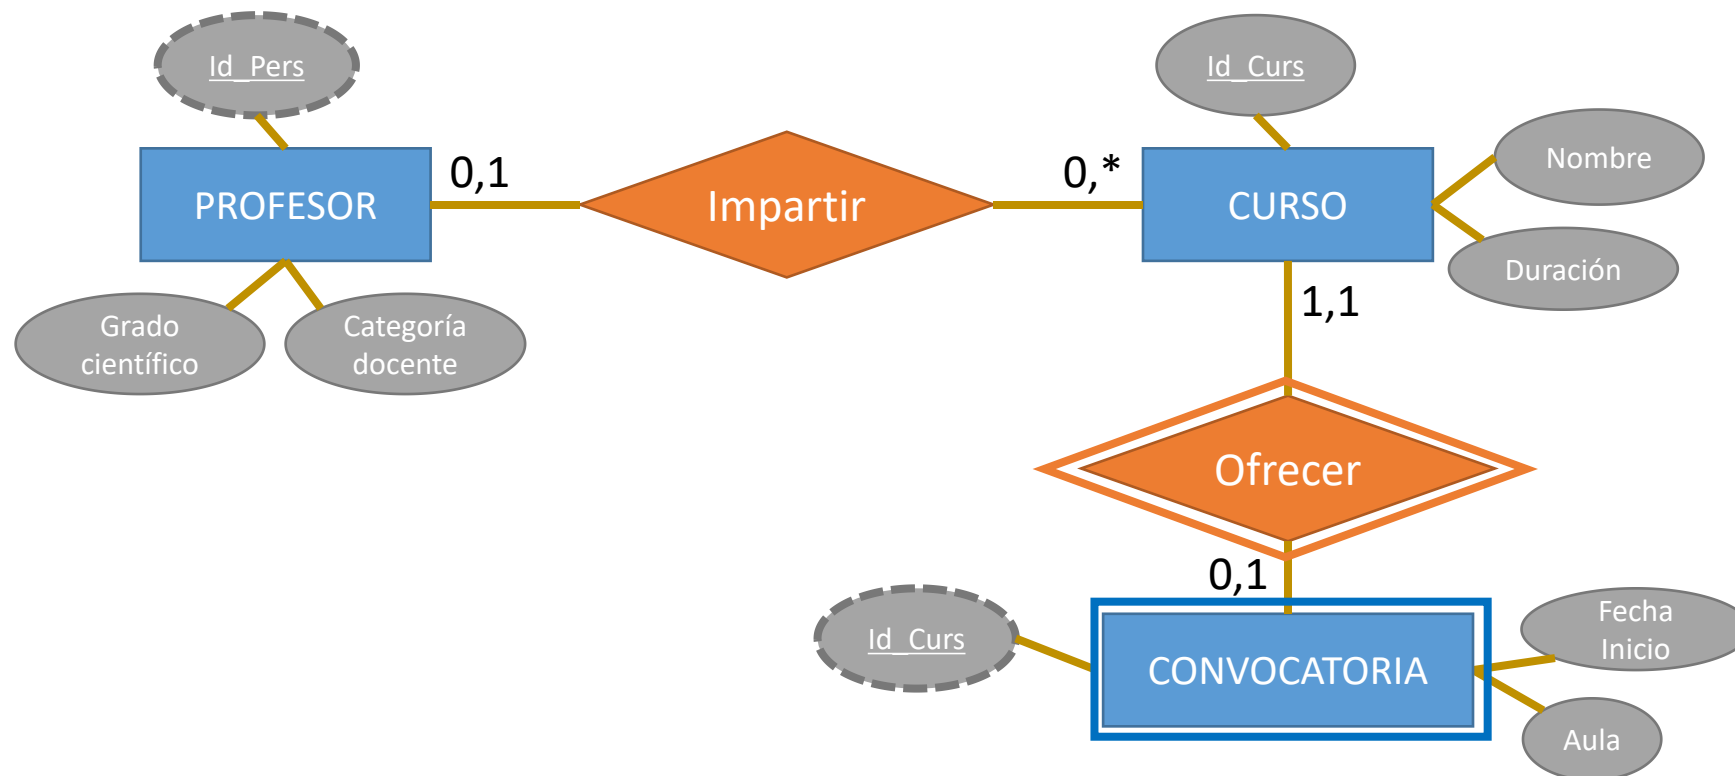 Id_Pers
Id_Curs
Nombre
0,1
0,*
PROFESOR
Impartir
CURSO
Duración
1,1
Grado
científico
Categoría
docente
Ofrecer
0,1
Fecha
Inicio
Id_Curs
CONVOCATORIA
Aula